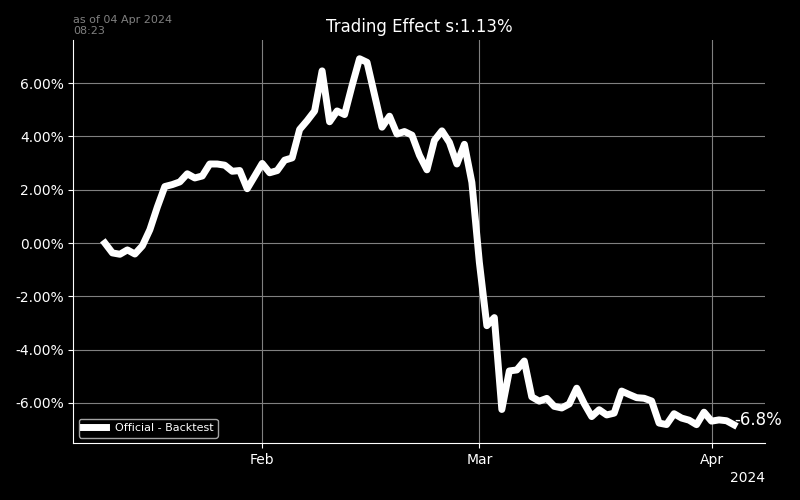 as of 04 Apr 2024
08:23
Trading Effect s:1.13%
6.00%
4.00%
2.00%
0.00%
-2.00%
-4.00%
-6.00%
-6.8%
Official - Backtest
Feb
Mar
Apr
2024